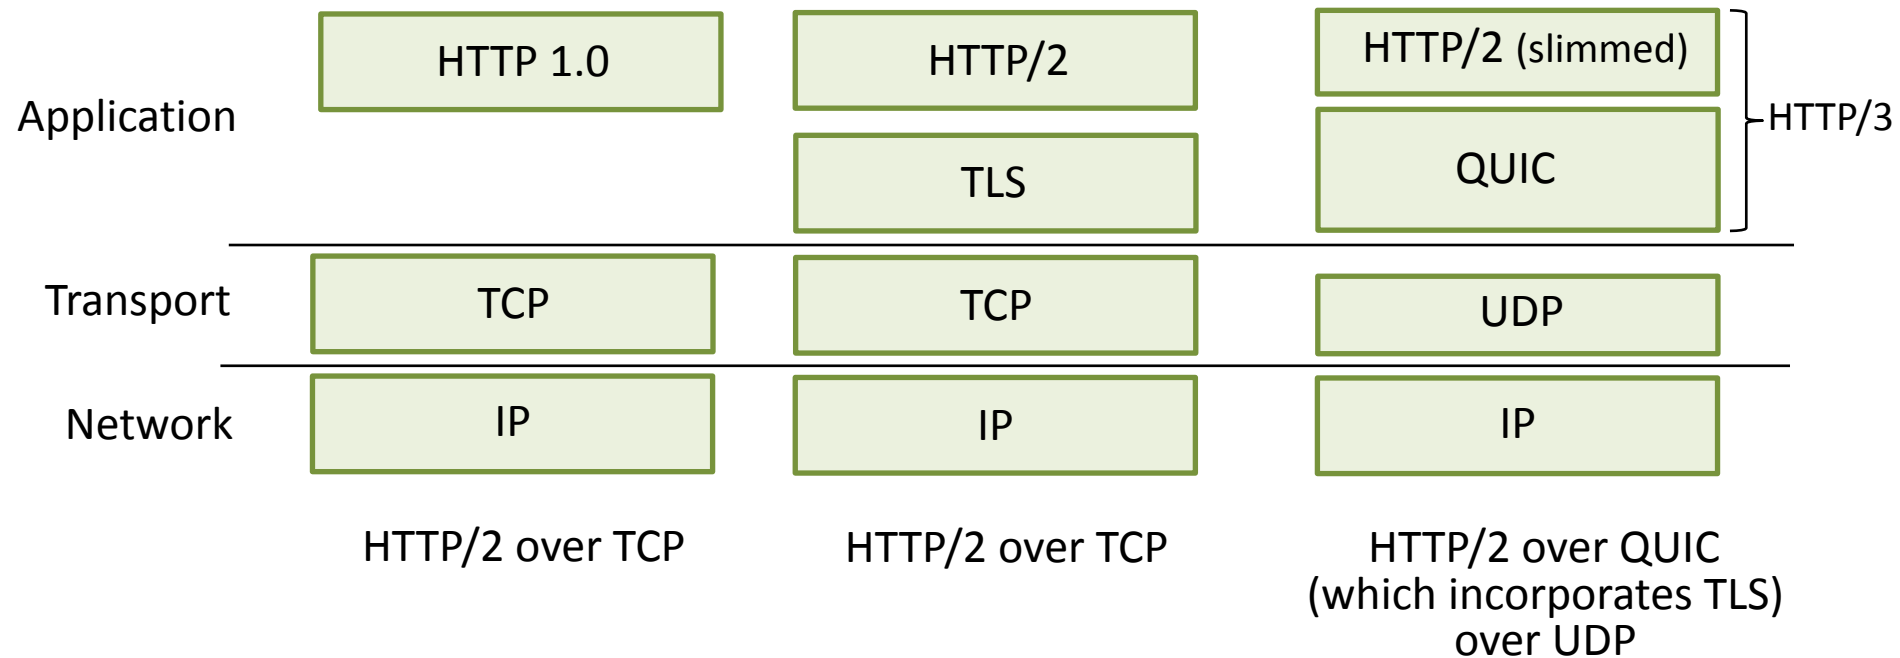 HTTP 1.0
HTTP/2
HTTP/2 (slimmed)
Application
HTTP/3
TLS
QUIC
Transport
TCP
TCP
UDP
Network
IP
IP
IP
HTTP/2 over TCP
HTTP/2 over TCP
HTTP/2 over QUIC
(which incorporates TLS)
over UDP